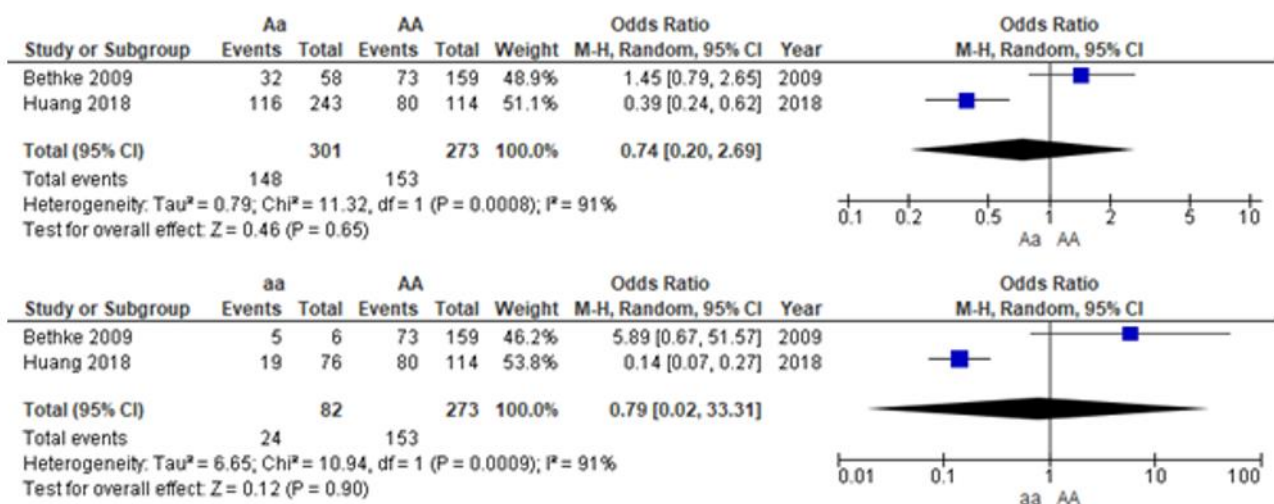 Aa AA Odds Ratio Odds Ratio
Study or Subgroup Events Total Events Total Weight M-H, Random, 95% CI Year M-H, Random, 95% CI
Bethke 2009 32 58 73 159 48.9% 1.45 [0.79, 2.65] 2009
Huang 2018 116 243 80 114 51.1% 0.39 [0.24, 0.62] 2018
Total (95% CI) 301 273 100.0% 0.74 [0.20, 2.69]
Total events 148 153
Heterogeneity: Tau² = 0.79; Chi² = 11.32, df = 1 (P = 0.0008); I² = 91%
Test for overall effect: Z = 0.46 (P = 0.65)
0.1 0.2 0.5 1 2 5 10
Aa AA
aa AA Odds Ratio Odds Ratio
Study or Subgroup Events Total Events Total Weight M-H, Random, 95% CI Year M-H, Random, 95% CI
Bethke 2009 5 6 73 159 46.2% 5.89 [0.67, 51.57] 2009
Huang 2018 19 76 80 114 53.8% 0.14 [0.07, 0.27] 2018
Total (95% CI) 82 273 100.0% 0.79 [0.02, 33.31]
Total events 24 153
Heterogeneity: Tau² = 6.65; Chi² = 10.94, df = 1 (P = 0.0009); I² = 91%
Test for overall effect: Z = 0.12 (P = 0.90)
0.01 0.1 1 10 100
aa AA